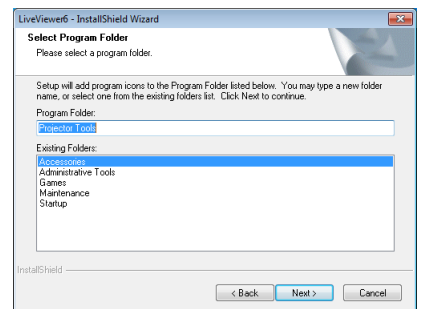 LiveViewer6 - InstallShield Wizard
Select Program Folder
Please select a program folder.
Setup will add program icons to the Program Folder listed below. You may type a new folder
name, or select one from the existing folders list. Click Next to continue.
Program Folder:
Projector Tools
Existing Folders:
Accessories
Administrative Tools
Games
Maintenance
Startup
InstallShield
< Back
Next >
Cancel